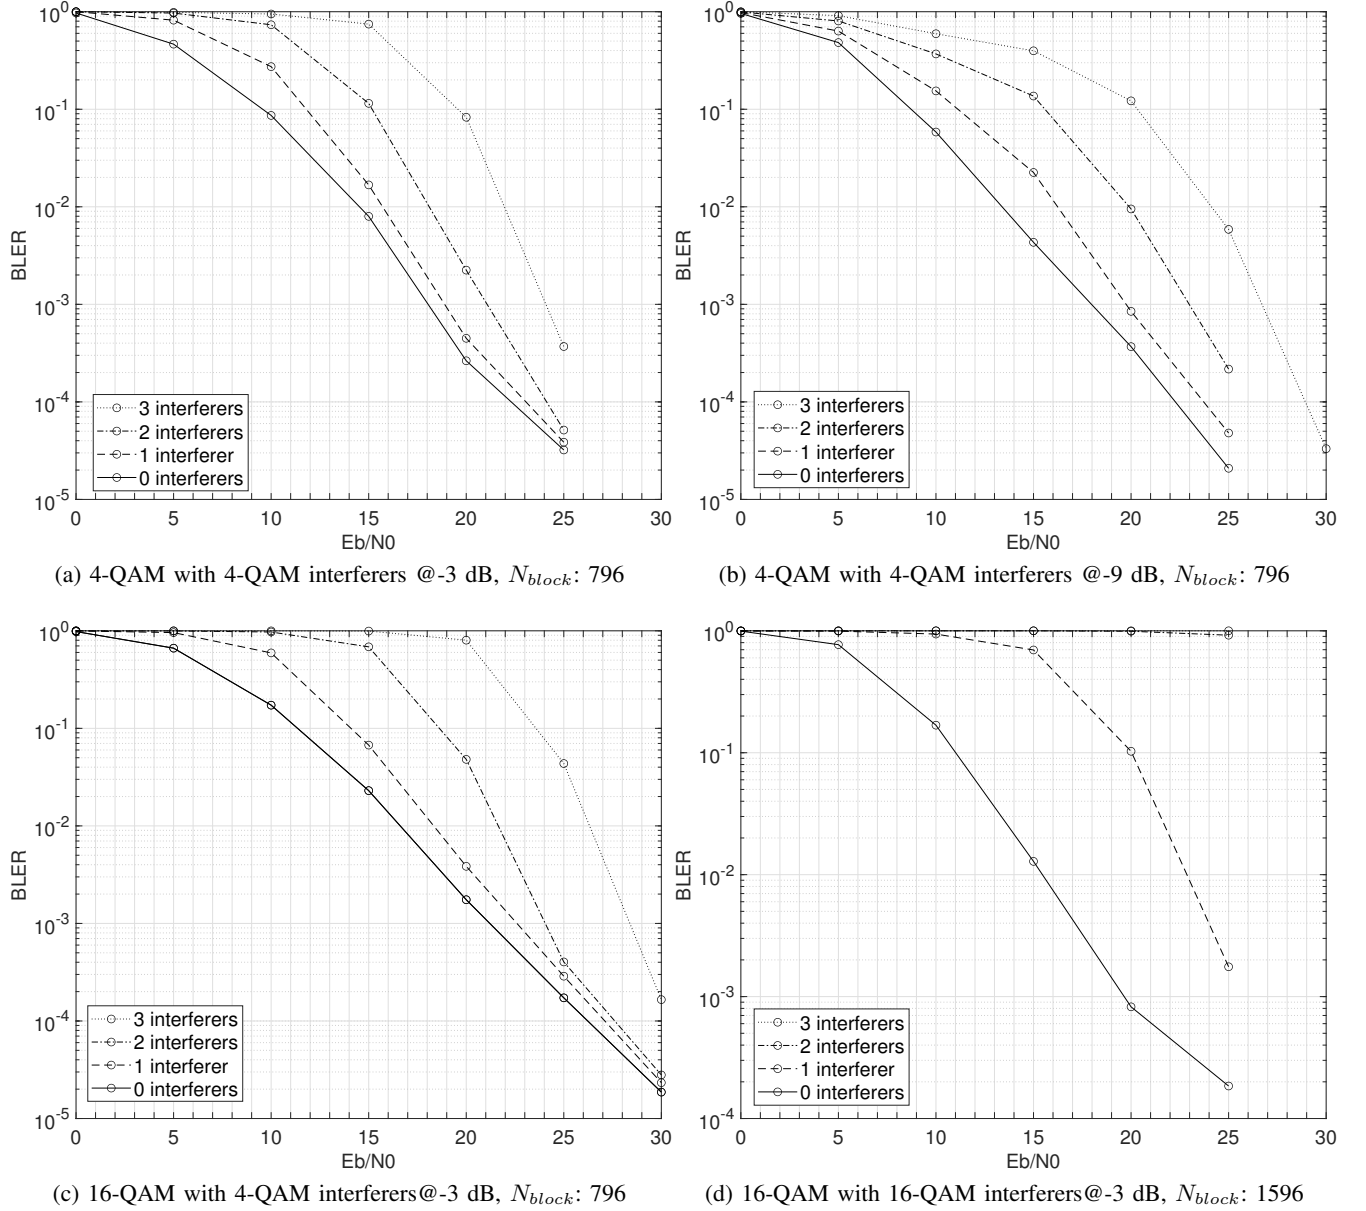 10^0
10^-1
10^-2
10^-3
10^-4
10^-5
BLER
3 interferers
2 interferers
1 interferer
0 interferers
0 5 10 15 20 25 30
Eb/N0
(a) 4-QAM with 4-QAM interferers @-3 dB, N_block: 796
10^0
10^-1
10^-2
10^-3
10^-4
10^-5
BLER
3 interferers
2 interferers
1 interferer
0 interferers
0 5 10 15 20 25 30
Eb/N0
(b) 4-QAM with 4-QAM interferers @-9 dB, N_block: 796
10^0
10^-1
10^-2
10^-3
10^-4
10^-5
BLER
3 interferers
2 interferers
1 interferer
0 interferers
0 5 10 15 20 25 30
Eb/N0
(c) 16-QAM with 4-QAM interferers@-3 dB, N_block: 796
10^0
10^-1
10^-2
10^-3
10^-4
BLER
3 interferers
2 interferers
1 interferer
0 interferers
0 5 10 15 20 25 30
Eb/N0
(d) 16-QAM with 16-QAM interferers@-3 dB, N_block: 1596